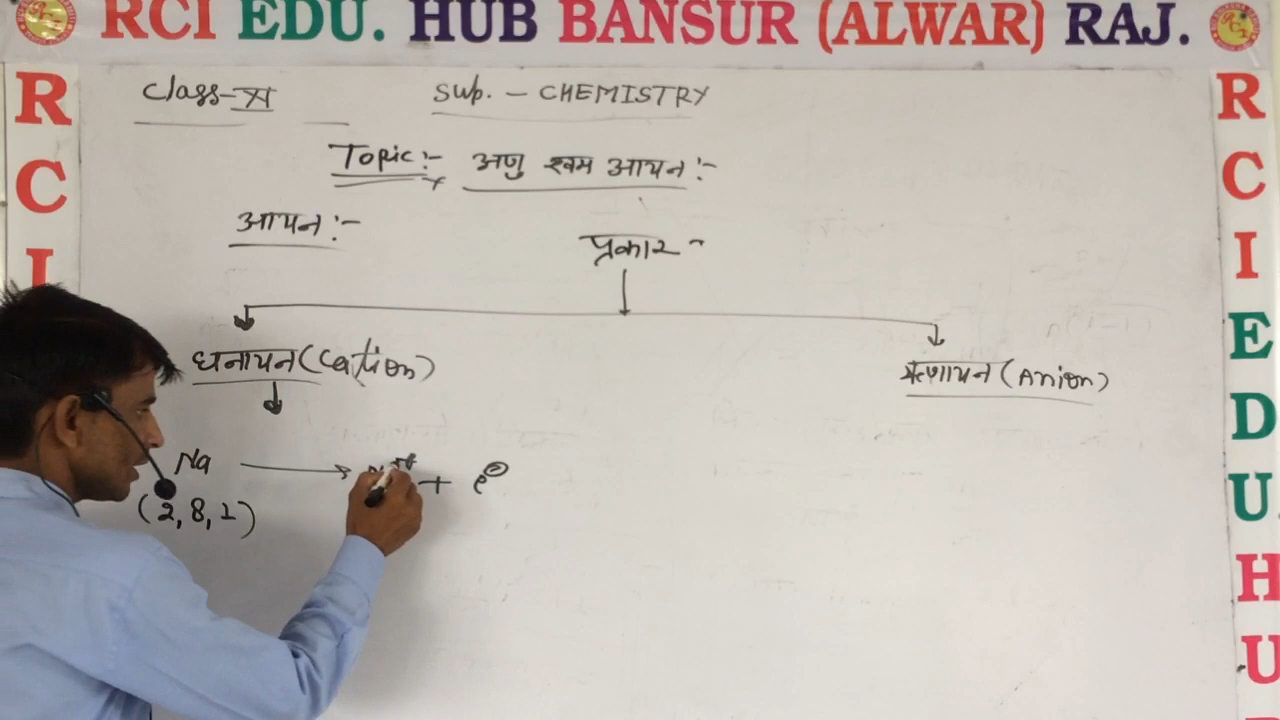 RCI EDU. HUB BANSUR (ALWAR) RAJ.
R
C
I
R
C
I
E
D
U
H
U
Class-XI
Sub. - CHEMISTRY
Topic:- अणु एवम आयन:-
आयन:-
प्रकार -
धनायन (Cation)
ऋणायन (Anion)
Na → + e⊖
(2, 8, 1)